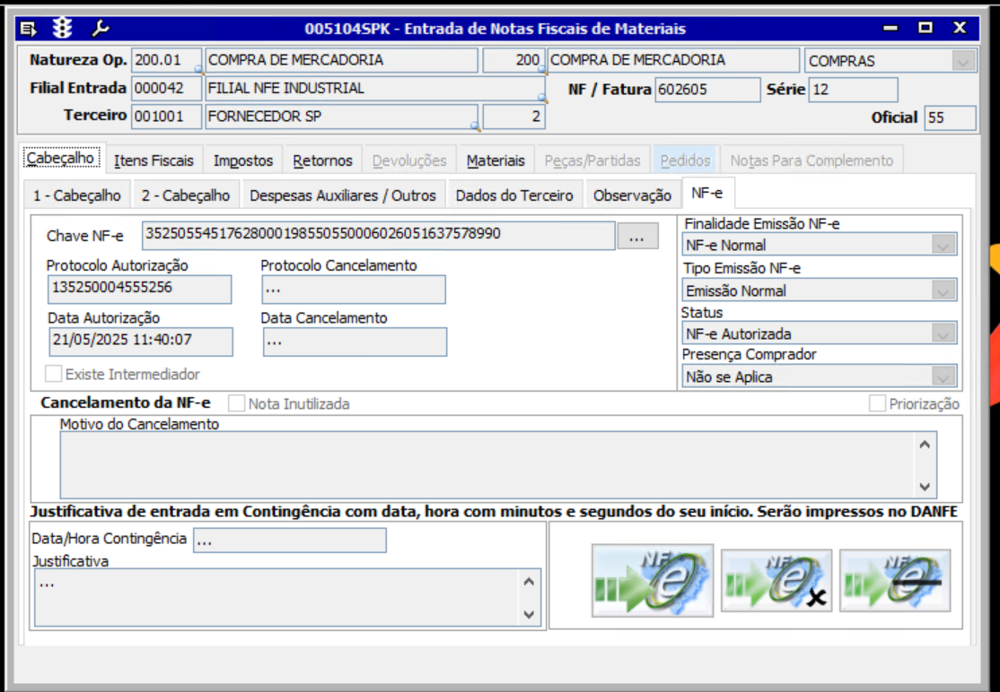 005104SPK - Entrada de Notas Fiscais de Materiais
Natureza Op. 200.01 COMPRA DE MERCADORIA 200 COMPRA DE MERCADORIA COMPRAS
Filial Entrada 000042 FILIAL NFE INDUSTRIAL NF / Fatura 602605 Série 12
Terceiro 001001 FORNECEDOR SP 2 Oficial 55
Cabeçalho Itens Fiscais Impostos Retornos Devoluções Materiais Peças/Partidas Pedidos Notas Para Complemento
1 - Cabeçalho 2 - Cabeçalho Despesas Auxiliares / Outros Dados do Terceiro Observação NF-e
Chave NF-e 35250554517628000198550550006026051637578990 ...
Finalidade Emissão NF-e
NF-e Normal
Protocolo Autorização Protocolo Cancelamento
135250004555256 ...
Tipo Emissão NF-e
Emissão Normal
Data Autorização Data Cancelamento
21/05/2025 11:40:07 ...
Status
NF-e Autorizada
Presença Comprador
Não se Aplica
Existe Intermediador
Cancelamento da NF-e Nota Inutilizada Priorização
Motivo do Cancelamento
Justificativa de entrada em Contingência com data, hora com minutos e segundos do seu início. Serão impressos no DANFE
Data/Hora Contingência ...
Justificativa
...
NF e NF e x NF e